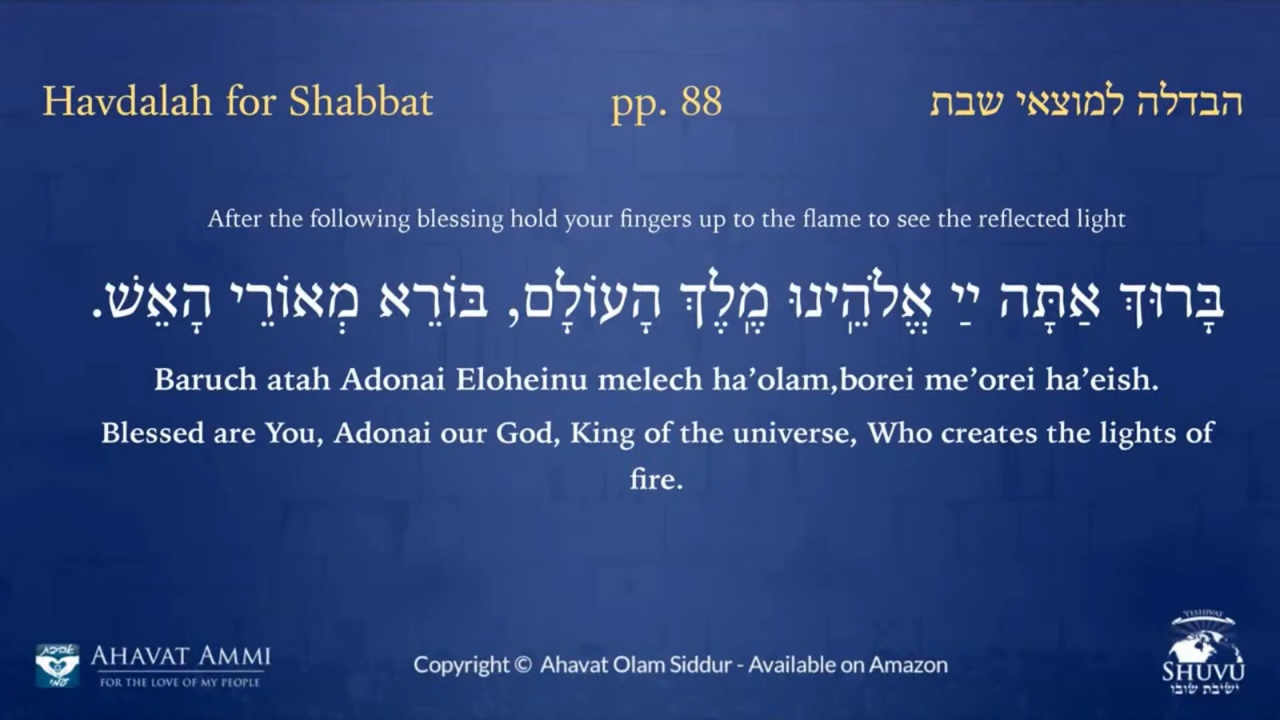 Havdalah for Shabbat pp. 88 הבדלה למוצאי שבת
After the following blessing hold your fingers up to the flame to see the reflected light
בָּרוּךְ אַתָּה יְיַ אֱלֹהֵֽינוּ מֶֽלֶךְ הָעוֹלָם, בּוֹרֵא מְאוֹרֵי הָאֵשׁ.
Baruch atah Adonai Eloheinu melech ha’olam,borei me’orei ha’eish.
Blessed are You, Adonai our God, King of the universe, Who creates the lights of
fire.
AHAVAT AMMI
FOR THE LOVE OF MY PEOPLE
Copyright © Ahavat Olam Siddur - Available on Amazon
YESHIVAT
SHUVU
ישיבת שובו